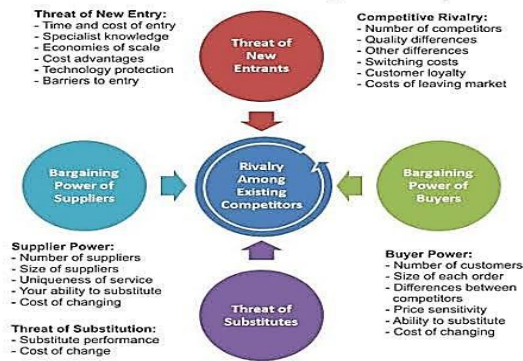 Threat of New Entry:
- Time and cost of entry
- Specialist knowledge
- Economies of scale
- Cost advantages
- Technology protection
- Barriers to entry
Threat of
New
Entrants
Competitive Rivalry:
- Number of competitors
- Quality differences
- Other differences
- Switching costs
- Customer loyalty
- Costs of leaving market
Bargaining
Power of
Suppliers
Rivalry
Among
Existing
Competitors
Bargaining
Power of
Buyers
Supplier Power:
- Number of suppliers
- Size of suppliers
- Uniqueness of service
- Your ability to substitute
- Cost of changing
Threat of Substitution:
- Substitute performance
- Cost of change
Threat of
Substitutes
Buyer Power:
- Number of customers
- Size of each order
- Differences between
competitors
- Price sensitivity
- Ability to substitute
- Cost of changing